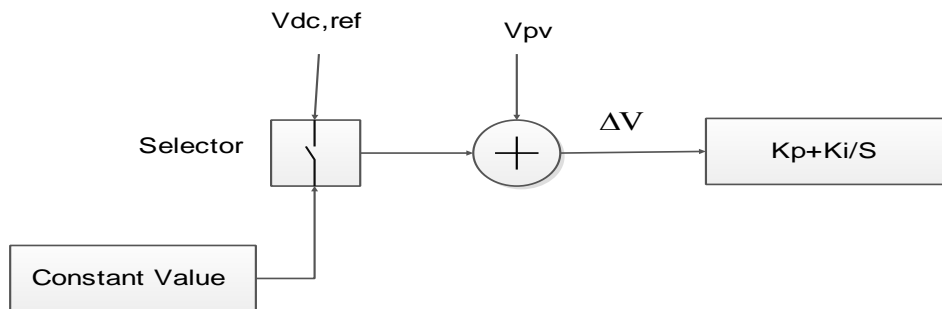 Vdc,ref
Vpv
Selector
ΔV
Kp+Ki/S
Constant Value